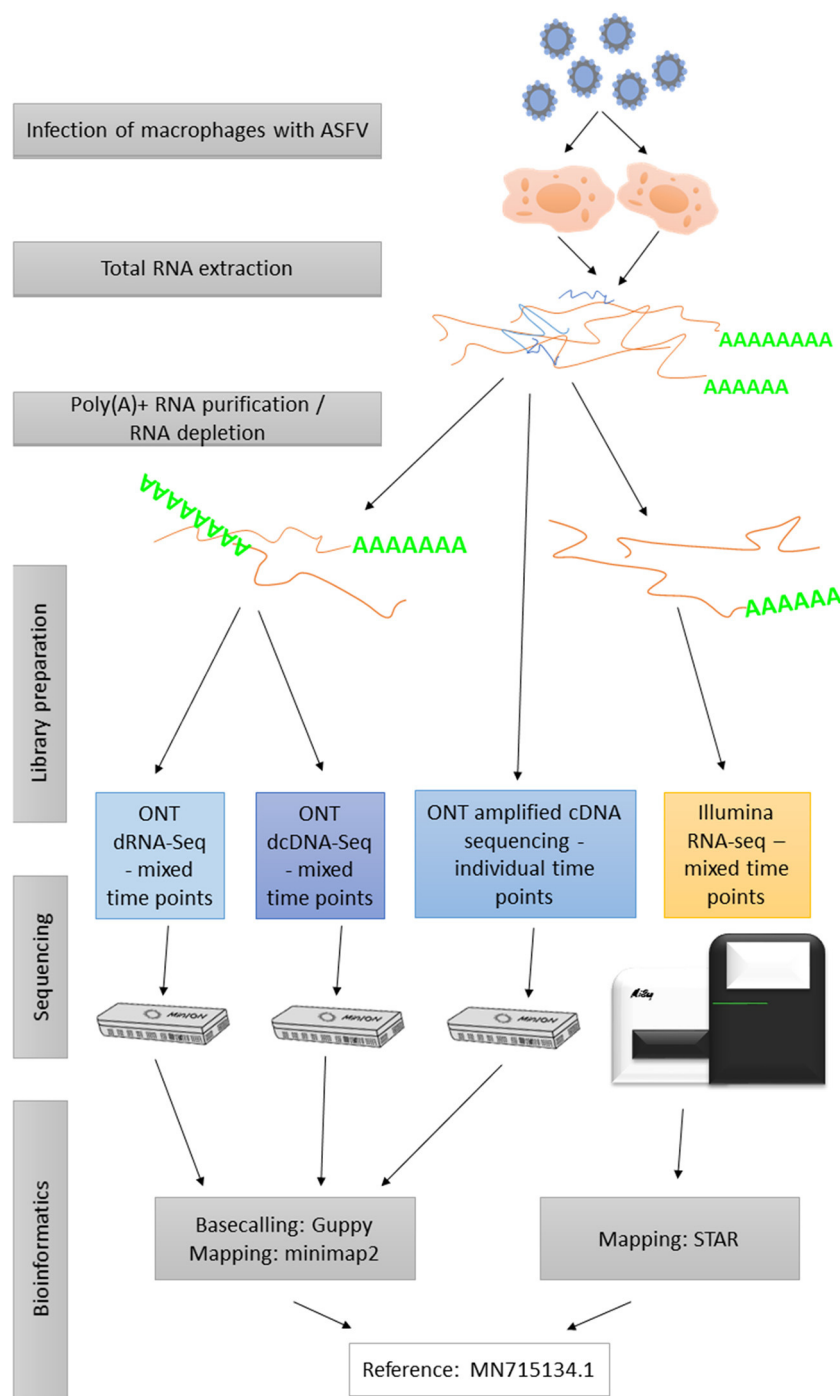 Infection of macrophages with ASFV
Total RNA extraction
AAAAAAAA
AAAAAA
Poly(A)+ RNA purification /
RNA depletion
AAAAAAAA
AAAAAAA
AAAAAA
Library preparation
ONT
dRNA-Seq
- mixed
time points
ONT
dcDNA-Seq
- mixed
time points
ONT amplified cDNA
sequencing -
individual time
points
Illumina
RNA-seq –
mixed time
points
Sequencing
MinION
MinION
MinION
MiSeq
Bioinformatics
Basecalling: Guppy
Mapping: minimap2
Mapping: STAR
Reference: MN715134.1